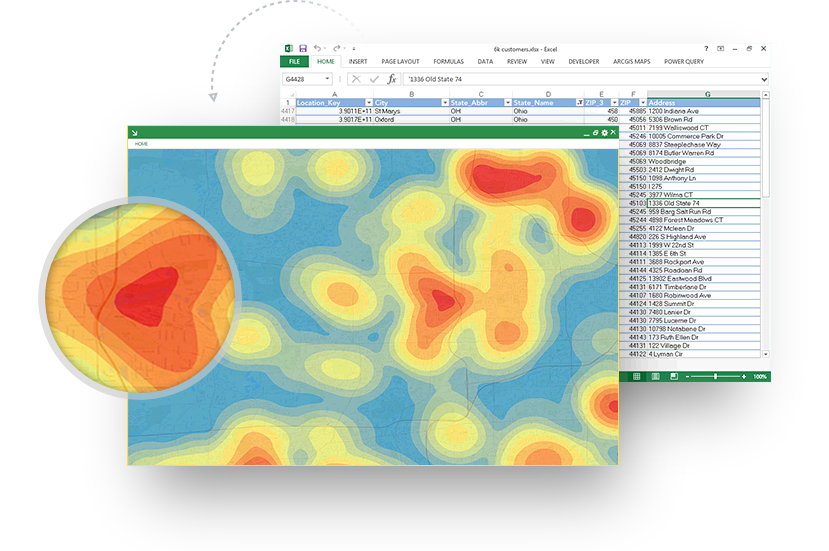 6k customers.xlsx - Excel
FILE HOME INSERT PAGE LAYOUT FORMULAS DATA REVIEW VIEW DEVELOPER ARCGIS MAPS POWER QUERY
G4428 fx '1336 Old State 74
A B C D E F G
1 Location_Key City State_Abbr State_Name ZIP_3 ZIP Address
4417 3.9011E+11 St Marys OH Ohio 458 45885 1200 Indiana Ave
4418 3.9017E+11 Oxford OH Ohio 450 45056 5306 Brown Rd
HOME
45011 7199 Wallswood CT
45246 10005 Commerce Park Dr
45069 8837 Steeplechase Way
45069 8174 Butler Warren Rd
45069 Woodbridge
45503 2412 Dwight Rd
45150 1098 Anthony Ln
45150 I 275
45245 3977 Wilma CT
45103 1336 Old State 74
45245 959 Barg Salt Run Rd
45244 4898 Forest Meadows CT
45255 4122 Mclean Dr
44820 226 S Highland Ave
44113 1999 W 22nd St
44114 1385 E 6th St
44111 3688 Rockport Ave
44144 4325 Roadoan Rd
44125 13902 Eastwood Blvd
44131 6171 Timberlane Dr
44107 1680 Robinwood Ave
44124 1428 Summit Dr
44130 7480 Lanier Dr
44130 7795 Lucerne Dr
44130 10798 Notabene Dr
44143 173 Ruth Ellen Dr
44131 122 Village Dr
44122 4 Lyman Cir
100%